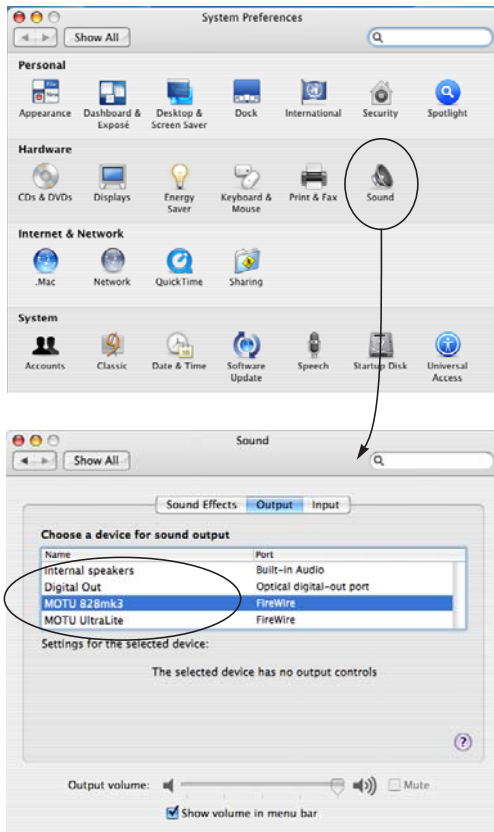 System Preferences
Show All
Personal
Appearance
Dashboard & Exposé
Desktop & Screen Saver
Dock
International
Security
Spotlight
Hardware
CDs & DVDs
Displays
Energy Saver
Keyboard & Mouse
Print & Fax
Sound
Internet & Network
.Mac
Network
QuickTime
Sharing
System
Accounts
Classic
Date & Time
Software Update
Speech
Startup Disk
Universal Access
Sound
Show All
Sound Effects Output Input
Choose a device for sound output
Name Port
Internal speakers Built-in Audio
Digital Out Optical digital-out port
MOTU 828mk3 FireWire
MOTU UltraLite FireWire
Settings for the selected device:
The selected device has no output controls
?
Output volume: Mute
Show volume in menu bar